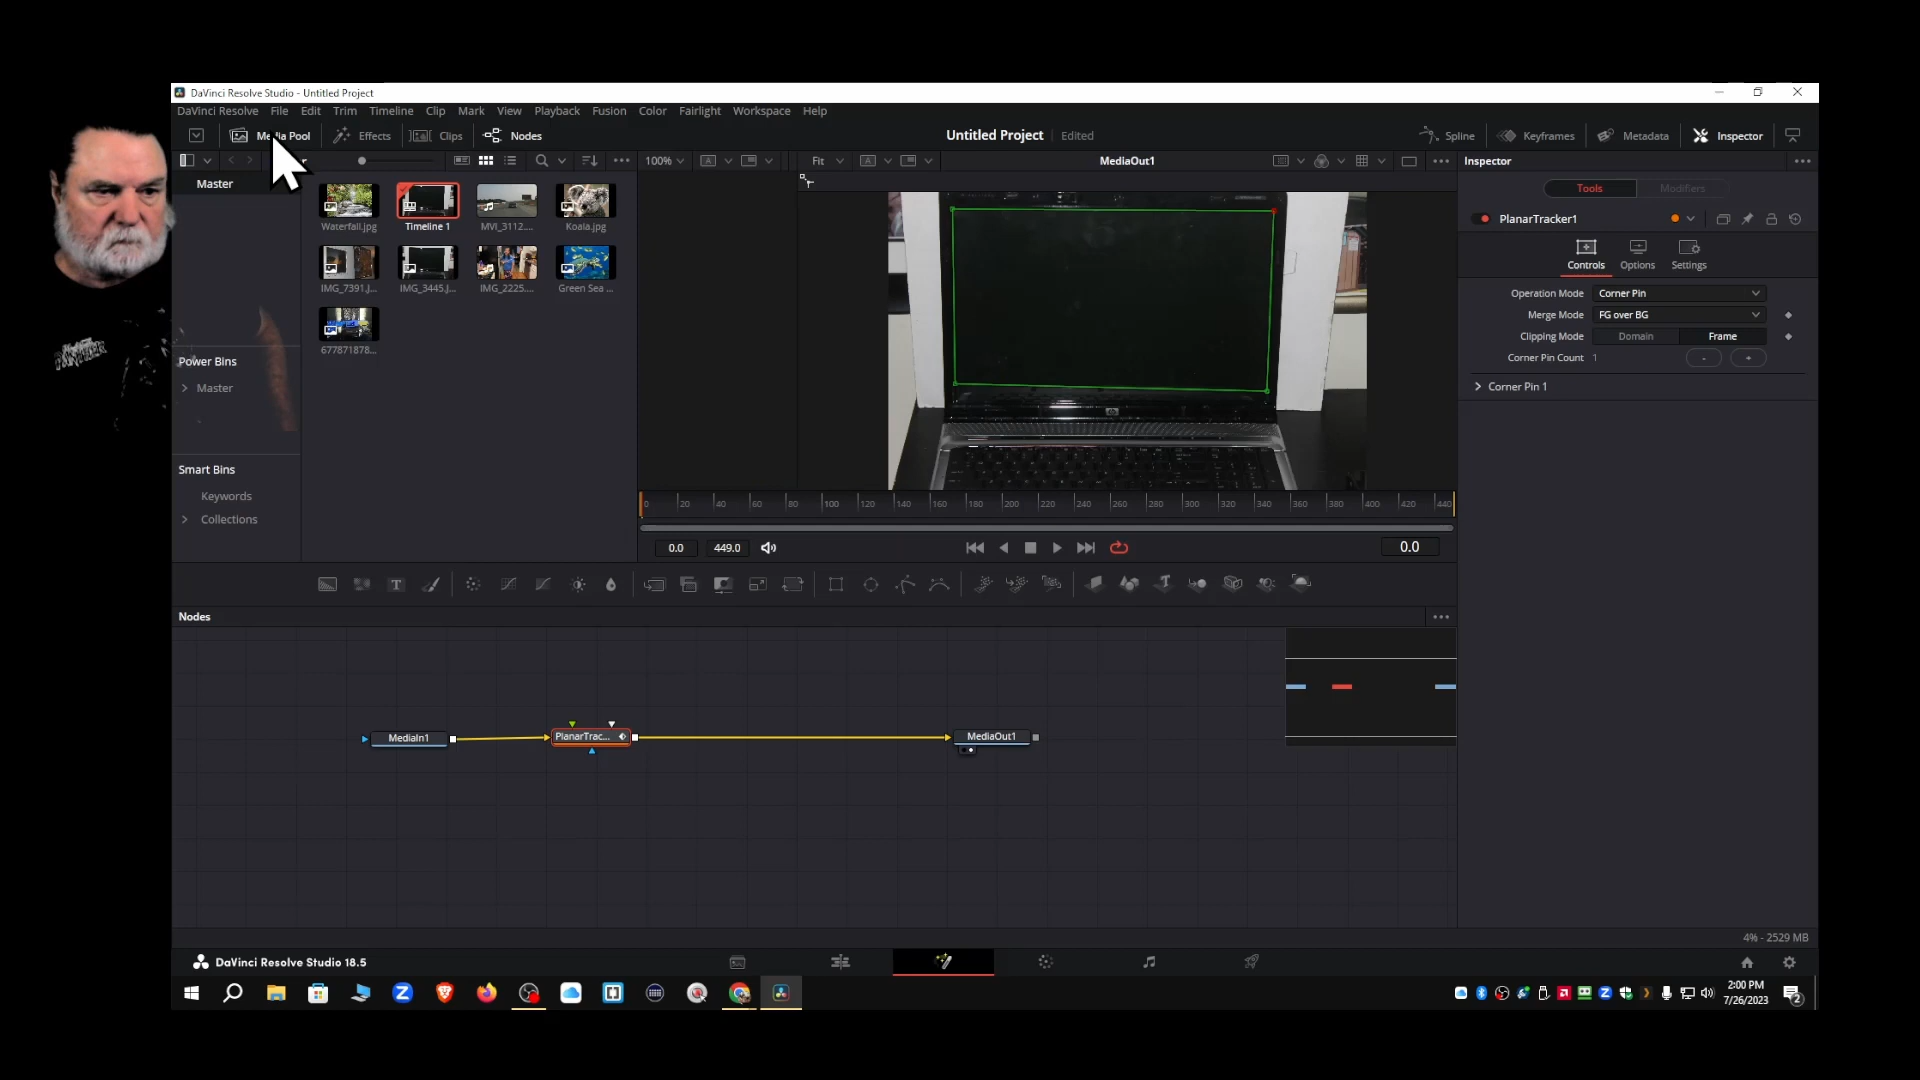 DaVinci Resolve Studio - Untitled Project
DaVinci Resolve File Edit Trim Timeline Clip Mark View Playback Fusion Color Fairlight Workspace Help
Media Pool Effects Clips Nodes Untitled Project Edited Spline Keyframes Metadata Inspector
100% Fit MediaOut1 Inspector
Master
Tools Modifiers
Waterfall.jpg Timeline 1 MVI_3112.... Koala.jpg
PlanarTracker1
IMG_7391.j... IMG_3445.j... IMG_2225.... Green Sea ...
Controls Options Settings
677871878...
Operation Mode Corner Pin
Merge Mode FG over BG
Clipping Mode Domain Frame
Corner Pin Count 1
Corner Pin 1
Power Bins
Master
Smart Bins
Keywords
Collections
hp
0 20 40 60 80 100 120 140 160 180 200 220 240 260 280 300 320 340 360 380 400 420 440
0.0 449.0 0.0
Nodes
MediaIn1 PlanarTrac... MediaOut1
4% - 2529 MB
DaVinci Resolve Studio 18.5
2:00 PM
7/26/2023
2